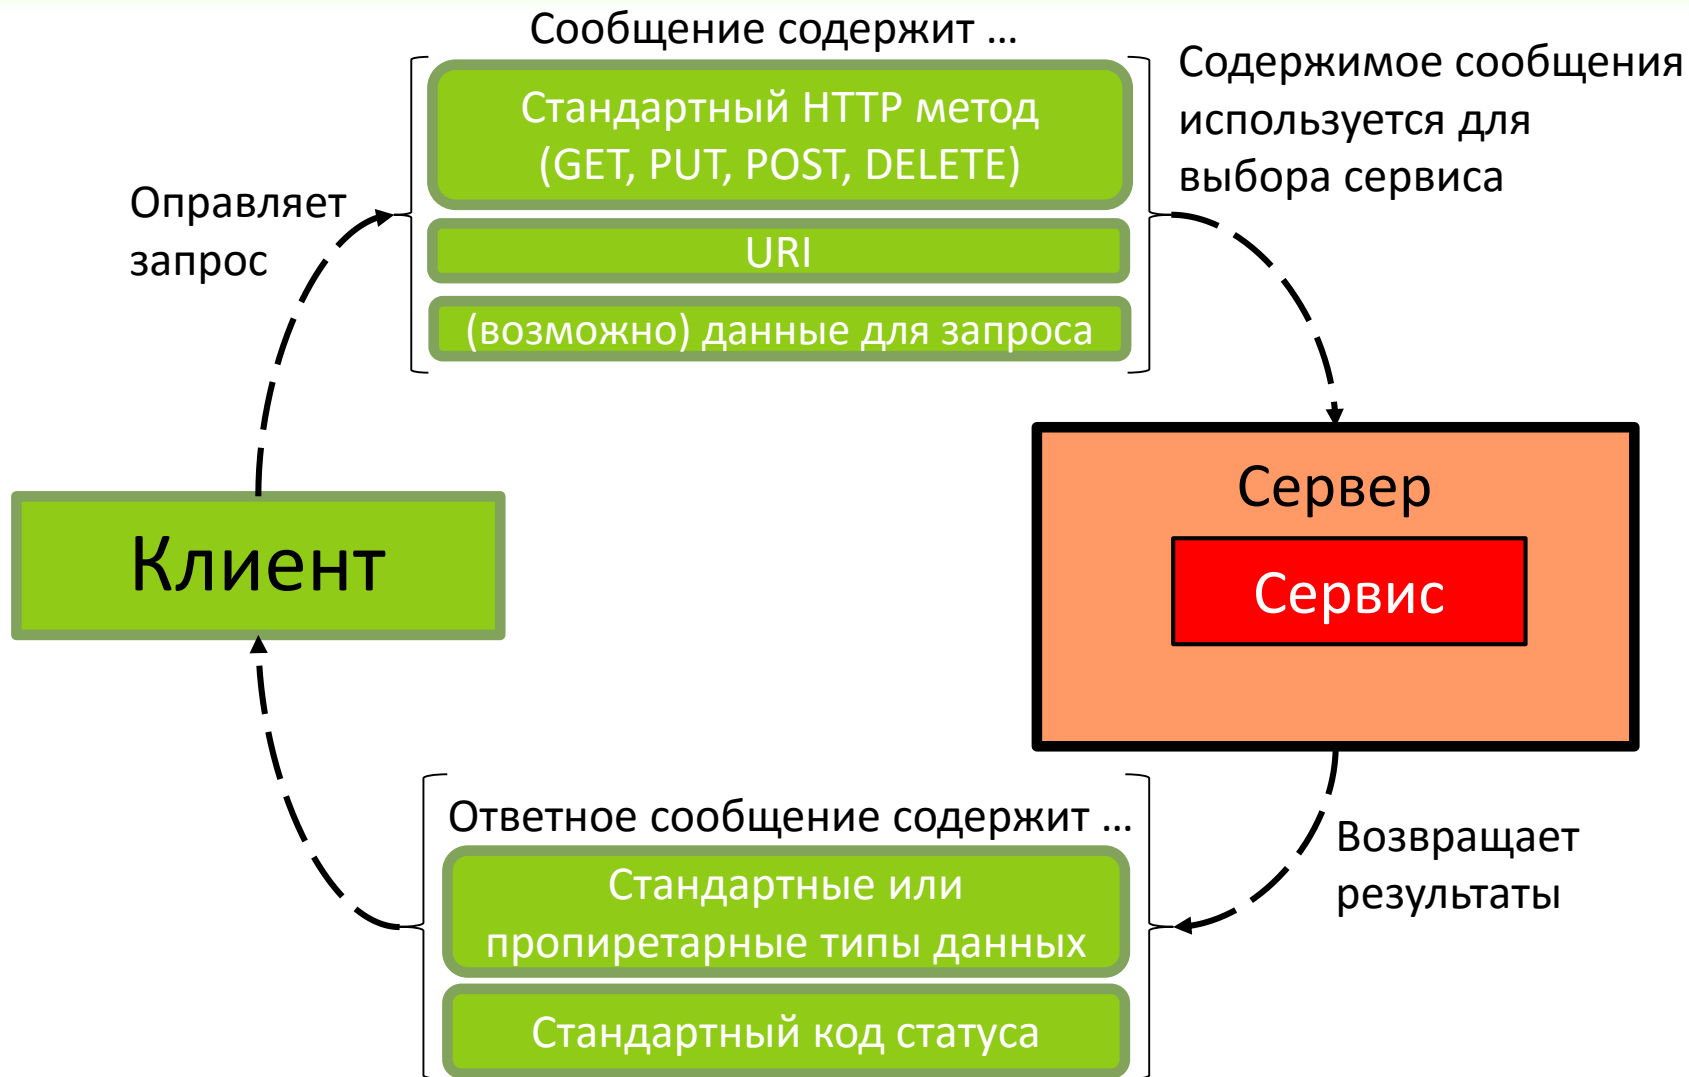 Сообщение содержит ...
Стандартный HTTP метод
(GET, PUT, POST, DELETE)
URI
(возможно) данные для запроса
Содержимое сообщения
используется для
выбора сервиса
Оправляет
запрос
Клиент
Сервер
Сервис
Ответное сообщение содержит ...
Стандартные или
пропиретарные типы данных
Стандартный код статуса
Возвращает
результаты